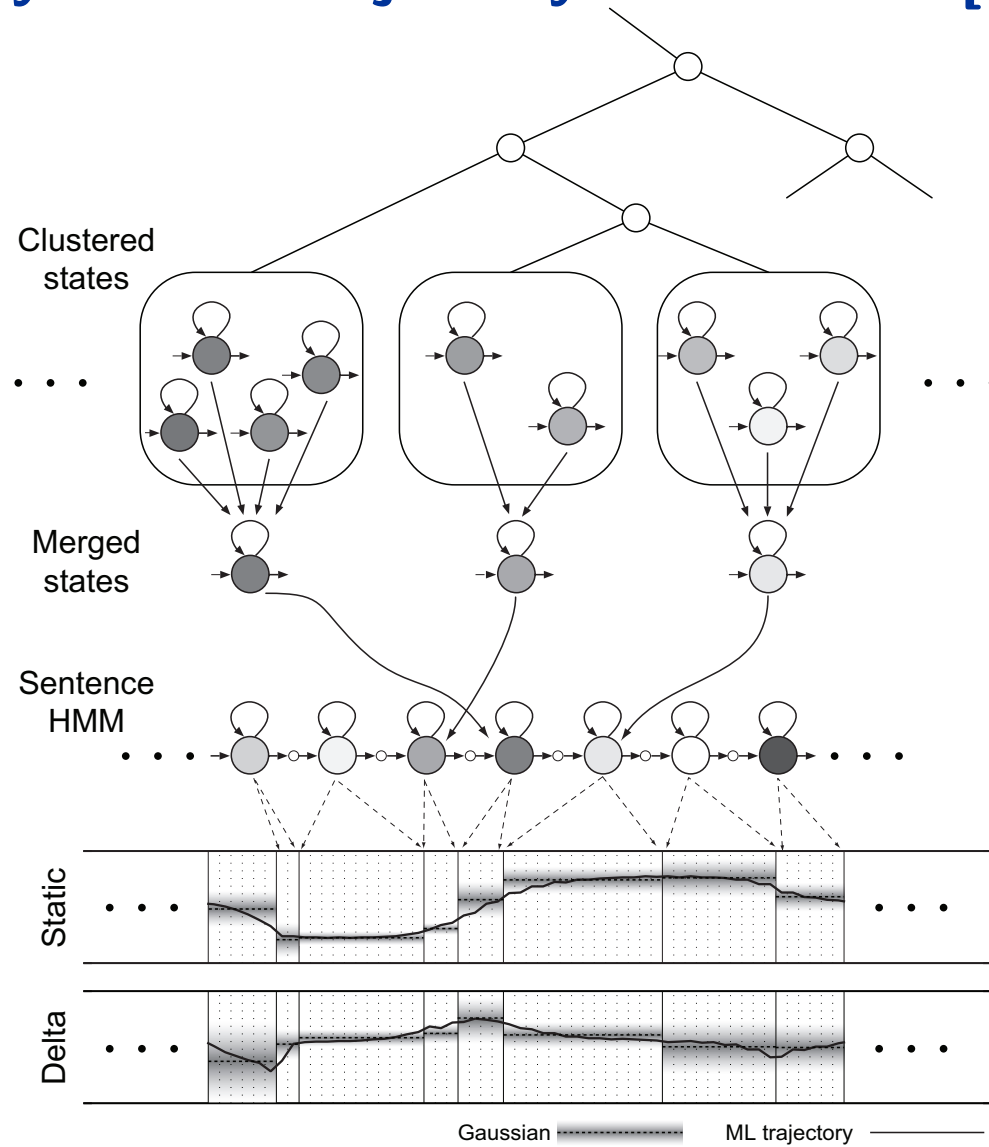 Clustered
states
Merged
states
Sentence
HMM
Static
Delta
Gaussian
ML trajectory